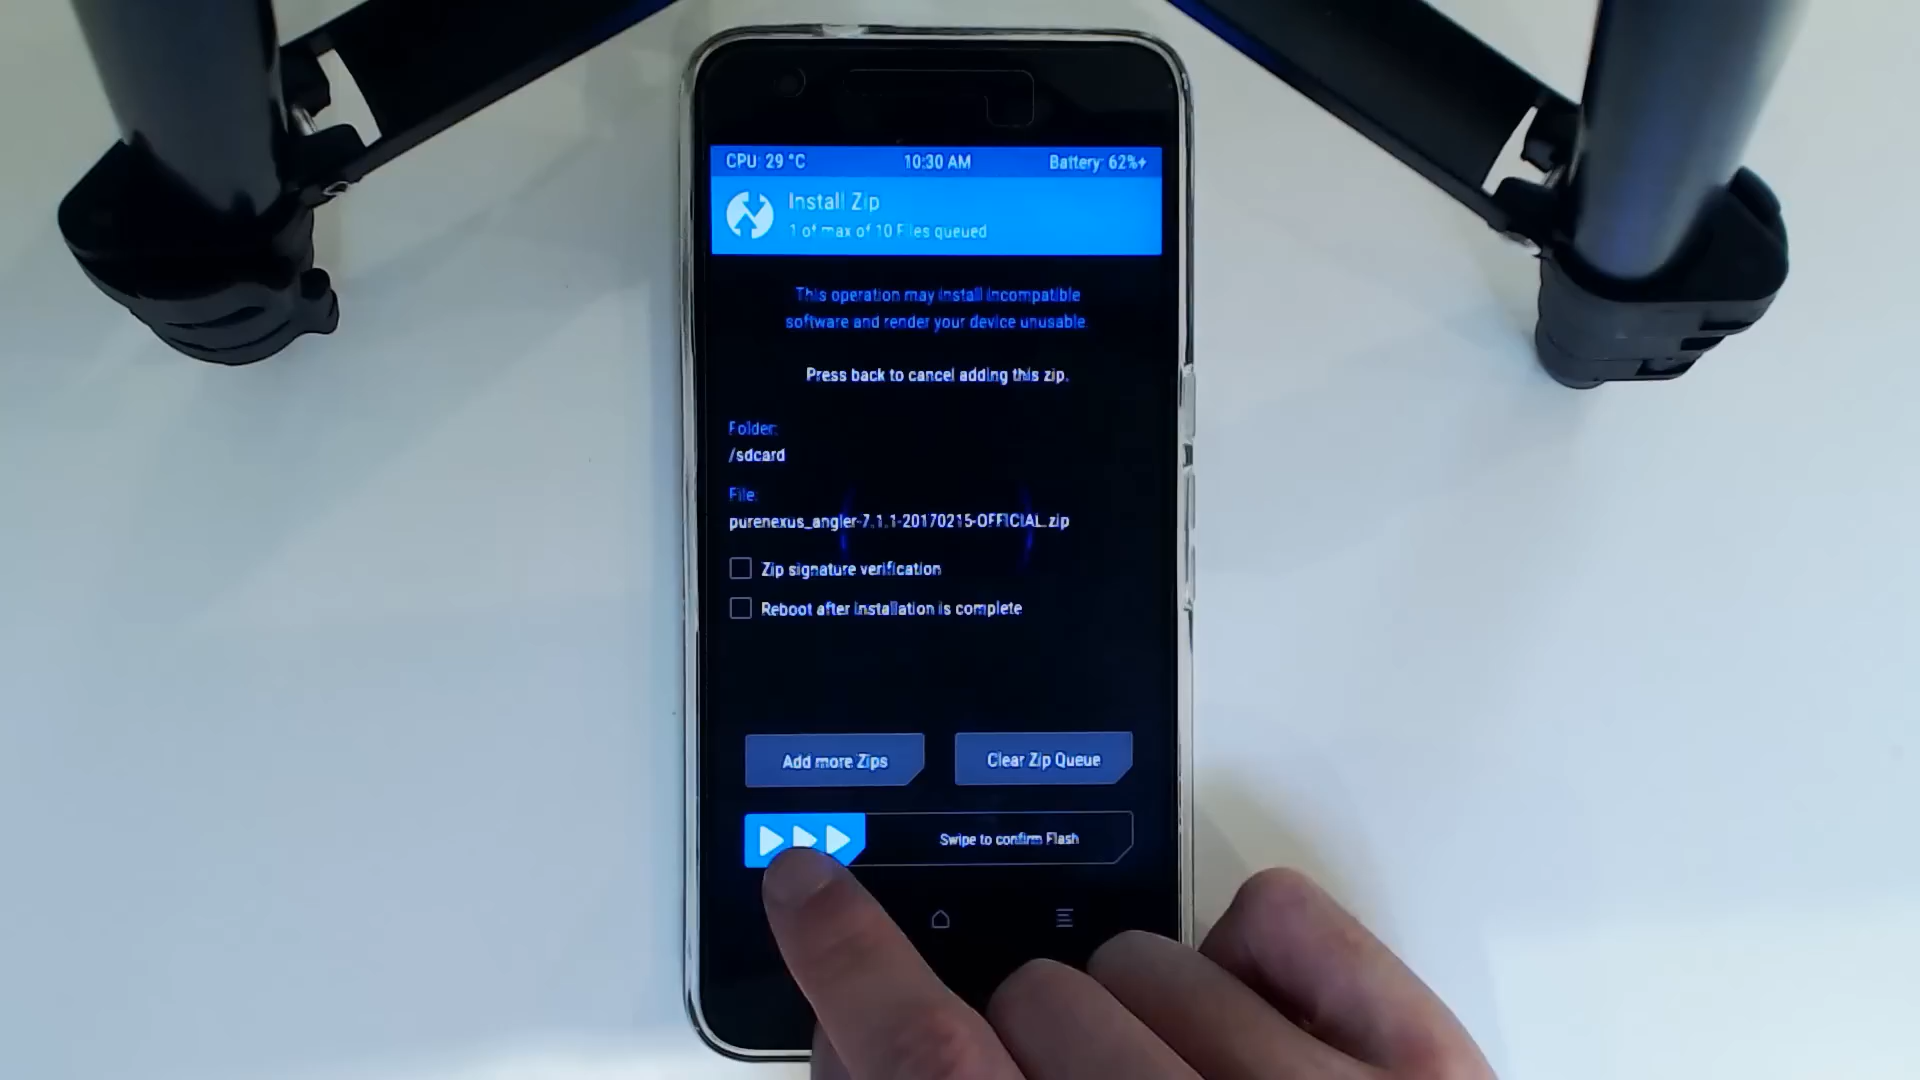 CPU: 29 °C 10:30 AM Battery: 62%+
Install Zip
1 of max of 10 Files queued
This operation may install incompatible
software and render your device unusable.
Press back to cancel adding this zip.
Folder:
/sdcard
File:
purenexus_angler-7.1.1-20170215-OFFICIAL.zip
Zip signature verification
Reboot after installation is complete
Add more Zips Clear Zip Queue
Swipe to confirm Flash